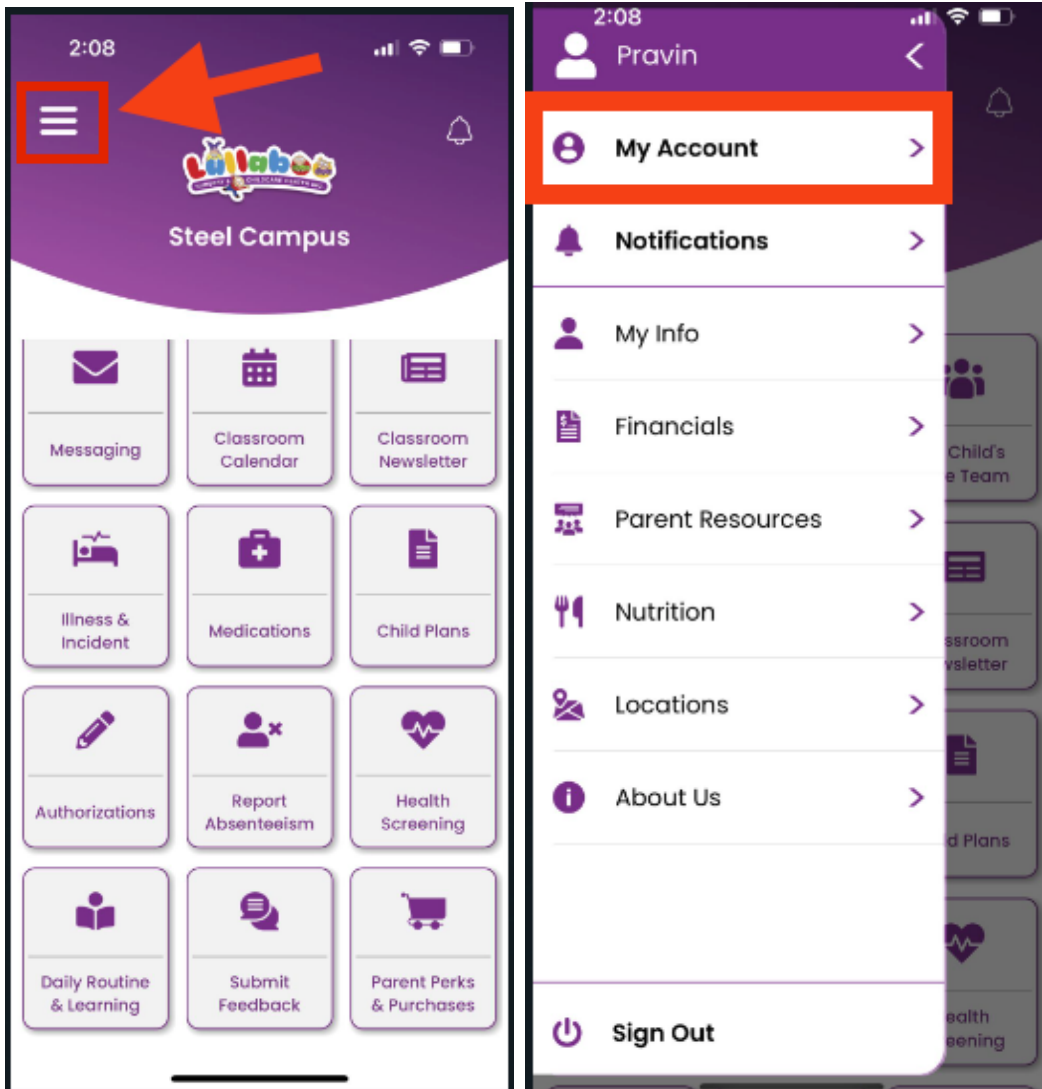 2:08
Lullaboo
Steel Campus
Messaging
Classroom
Calendar
Classroom
Newsletter
Illness &
Incident
Medications
Child Plans
Authorizations
Report
Absenteeism
Health
Screening
Daily Routine
& Learning
Submit
Feedback
Parent Perks
& Purchases
2:08
Pravin
My Account
Notifications
My Info
Financials
Parent Resources
Nutrition
Locations
About Us
Sign Out
Child's
e Team
ssroom
wsletter
d Plans
ealth
eening